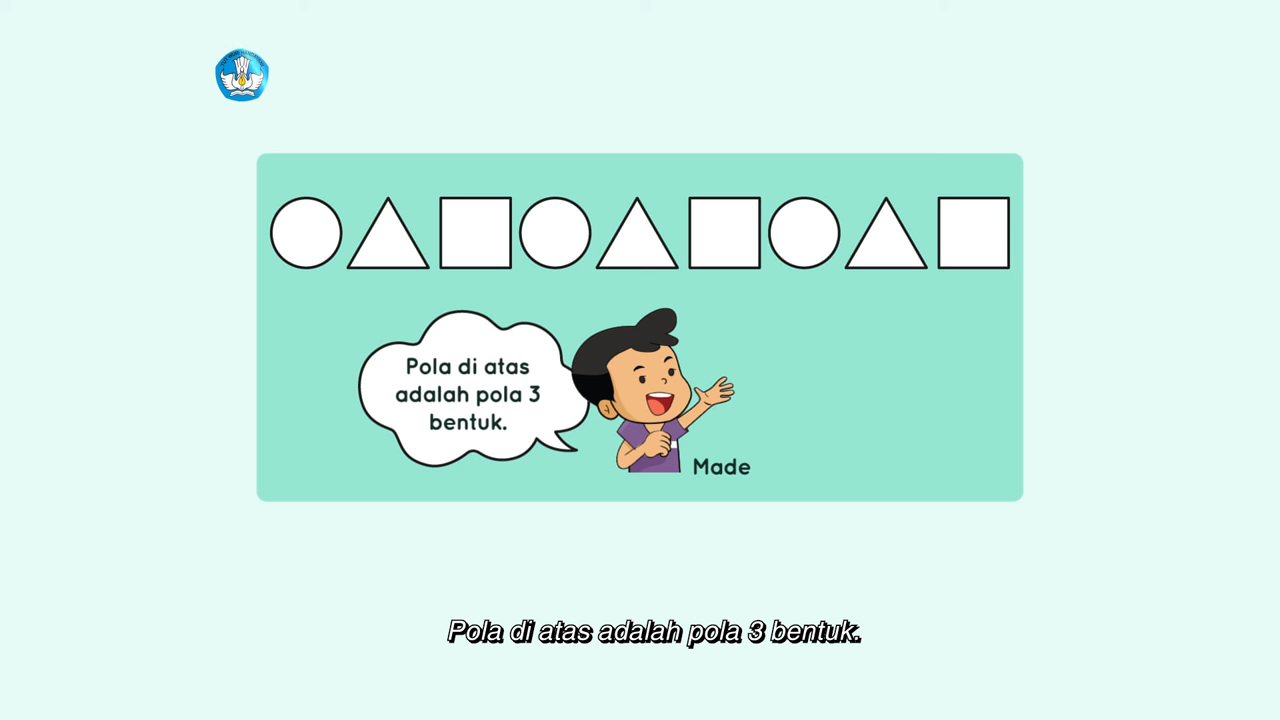 Pola di atas
adalah pola 3
bentuk.
Made
Pola di atas adalah pola 3 bentuk.